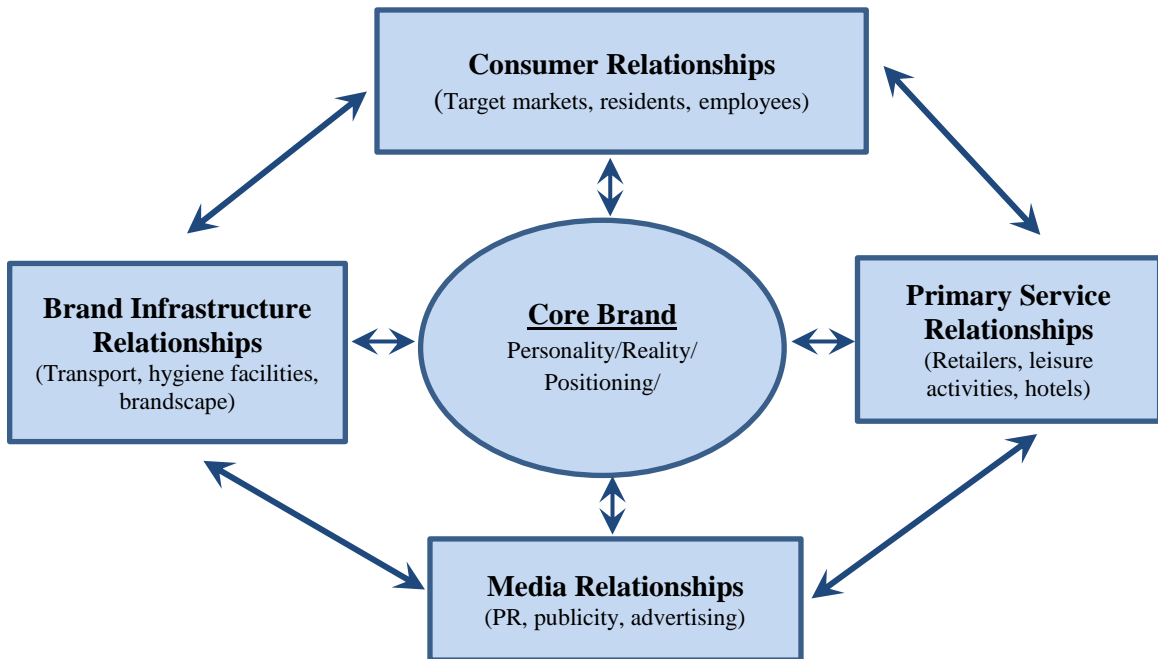 Consumer Relationships
(Target markets, residents, employees)
Brand Infrastructure
Relationships
(Transport, hygiene facilities,
brandscape)
Core Brand
Personality/Reality/
Positioning/
Primary Service
Relationships
(Retailers, leisure
activities, hotels)
Media Relationships
(PR, publicity, advertising)